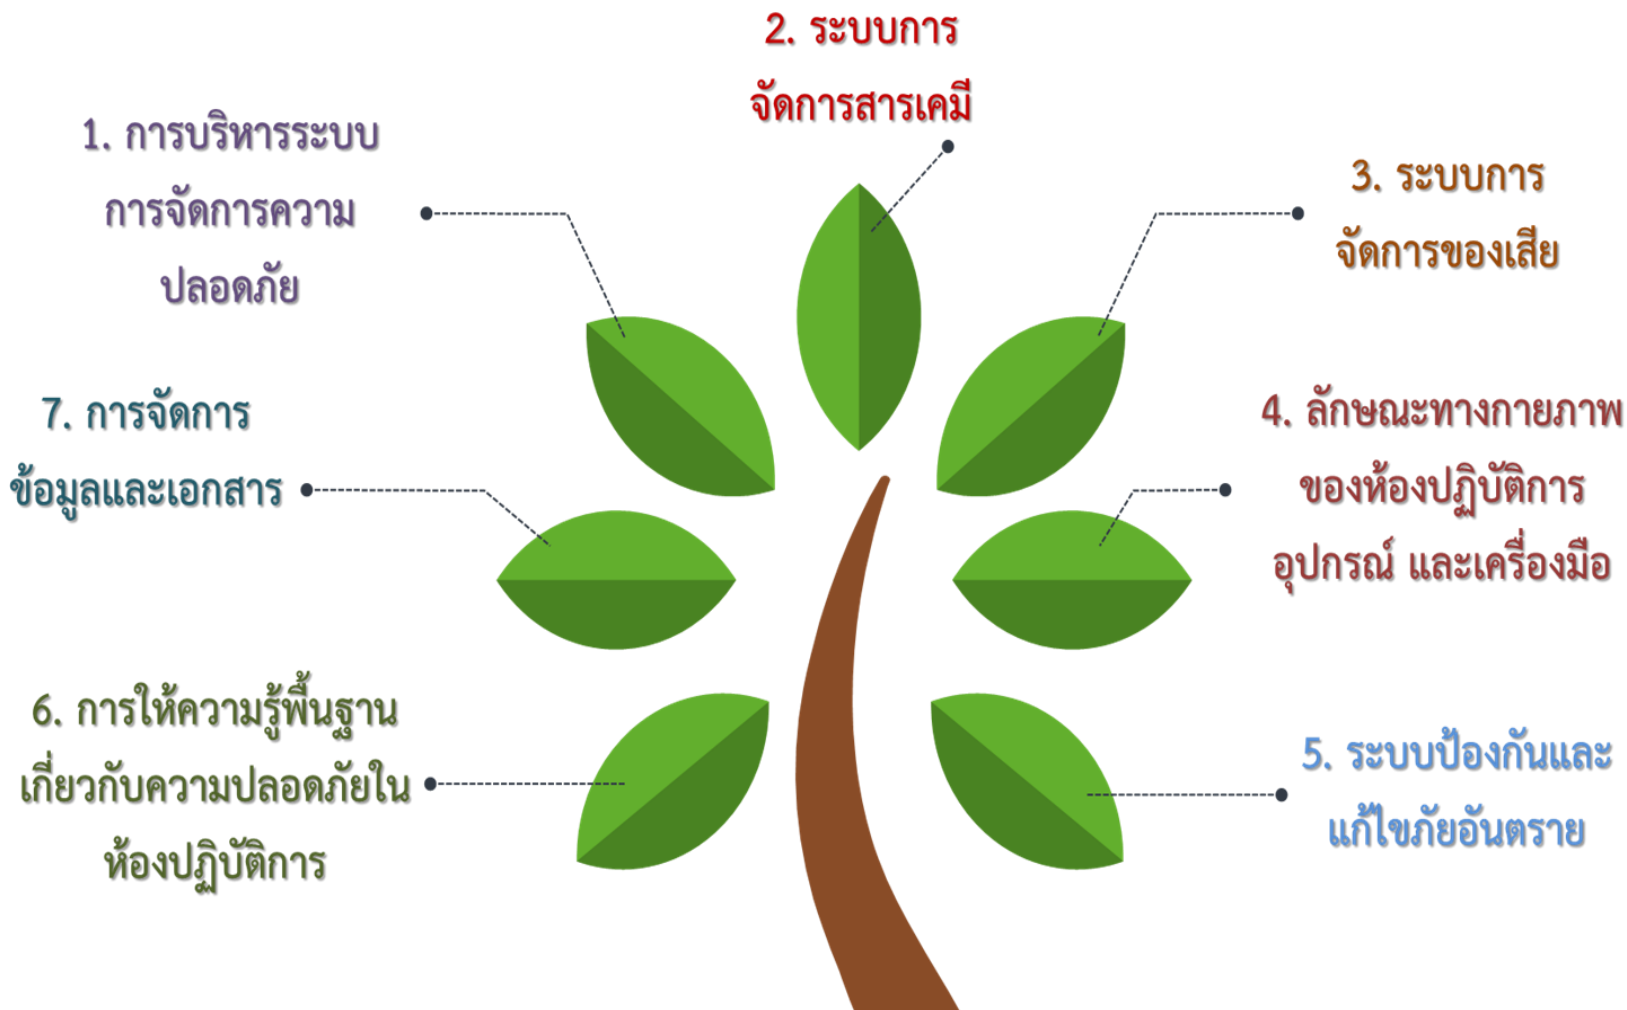 1. การบริหารระบบ
การจัดการความ
ปลอดภัย
2. ระบบการ
จัดการสารเคมี
3. ระบบการ
จัดการของเสีย
4. ลักษณะทางกายภาพ
ของห้องปฏิบัติการ
อุปกรณ์ และเครื่องมือ
5. ระบบป้องกันและ
แก้ไขภัยอันตราย
6. การให้ความรู้พื้นฐาน
เกี่ยวกับความปลอดภัยใน
ห้องปฏิบัติการ
7. การจัดการ
ข้อมูลและเอกสาร